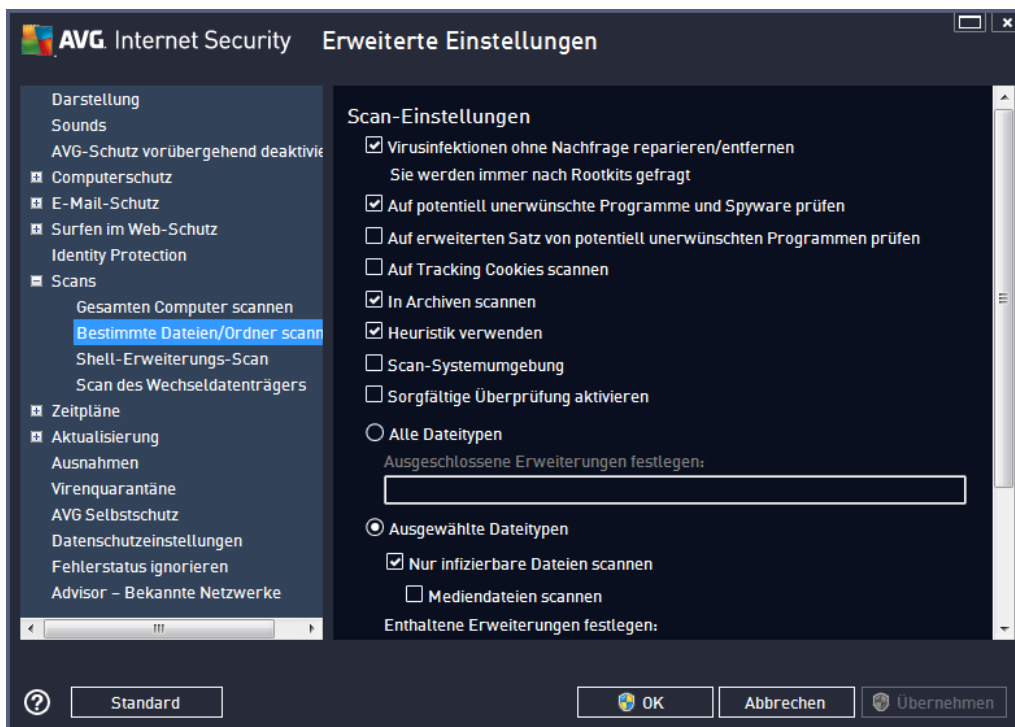 AVG. Internet Security Erweiterte Einstellungen
Darstellung
Sounds
AVG-Schutz vorübergehend deaktivie
Computerschutz
E-Mail-Schutz
Surfen im Web-Schutz
Identity Protection
Scans
Gesamten Computer scannen
Bestimmte Dateien/Ordner scann
Shell-Erweiterungs-Scan
Scan des Wechseldatenträgers
Zeitpläne
Aktualisierung
Ausnahmen
Virenquarantäne
AVG Selbstschutz
Datenschutzeinstellungen
Fehlerstatus ignorieren
Advisor – Bekannte Netzwerke
Scan-Einstellungen
Virusinfektionen ohne Nachfrage reparieren/entfernen
Sie werden immer nach Rootkits gefragt
Auf potentiell unerwünschte Programme und Spyware prüfen
Auf erweiterten Satz von potentiell unerwünschten Programmen prüfen
Auf Tracking Cookies scannen
In Archiven scannen
Heuristik verwenden
Scan-Systemumgebung
Sorgfältige Überprüfung aktivieren
Alle Dateitypen
Ausgeschlossene Erweiterungen festlegen:
Ausgewählte Dateitypen
Nur infizierbare Dateien scannen
Mediendateien scannen
Enthaltene Erweiterungen festlegen:
Standard
OK
Abbrechen
Übernehmen